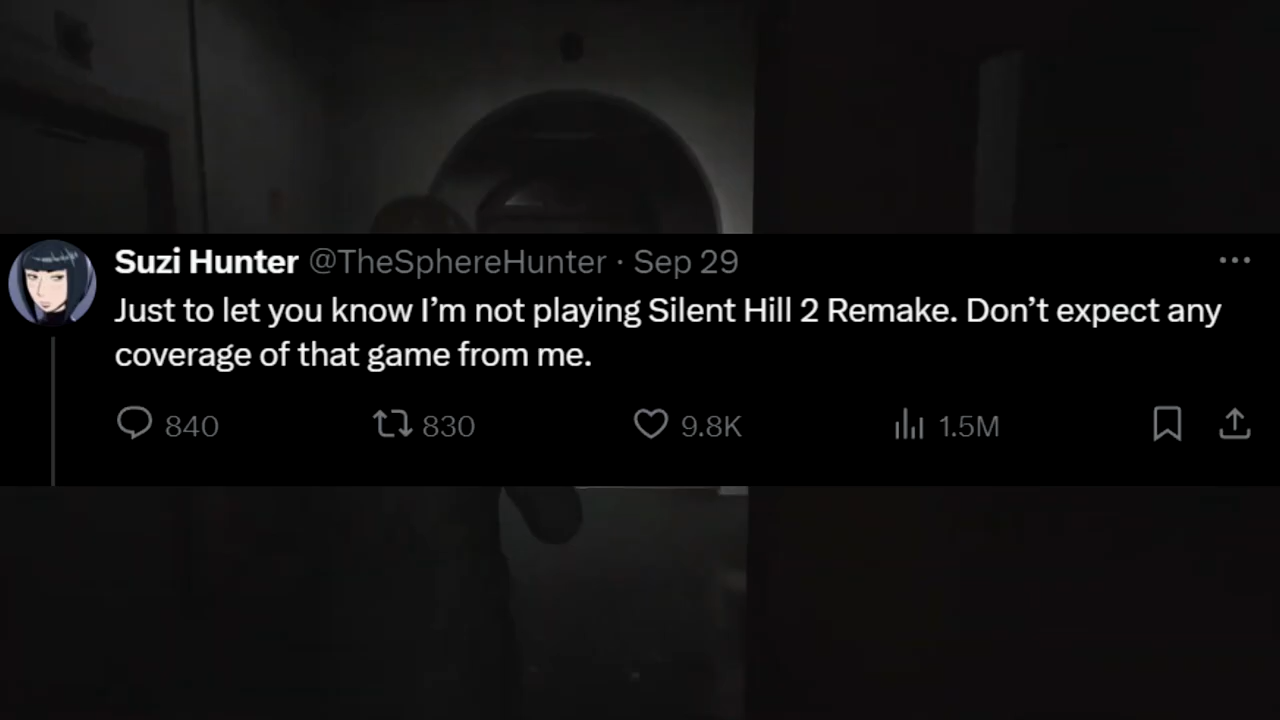 Suzi Hunter @TheSphereHunter · Sep 29
Just to let you know I’m not playing Silent Hill 2 Remake. Don’t expect any
coverage of that game from me.
840 830 9.8K 1.5M